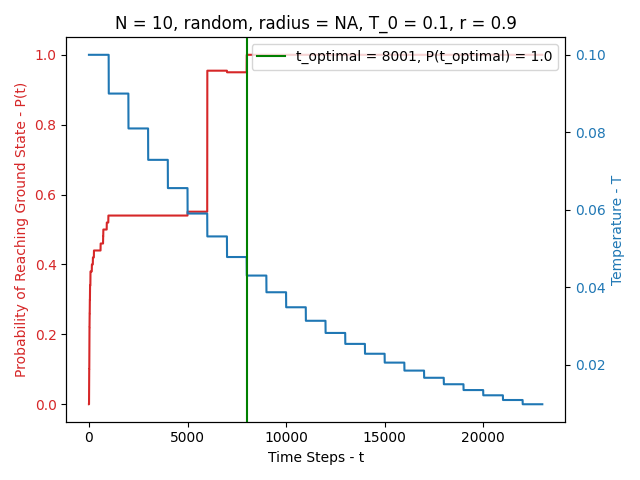 N = 10, random, radius = NA, T_0 = 0.1, r = 0.9
t_optimal = 8001, P(t_optimal) = 1.0
Probability of Reaching Ground State - P(t)
1.0
0.8
0.6
0.4
0.2
0.0
0.10
0.08
0.06
0.04
0.02
Temperature - T
0 5000 10000 15000 20000
Time Steps - t